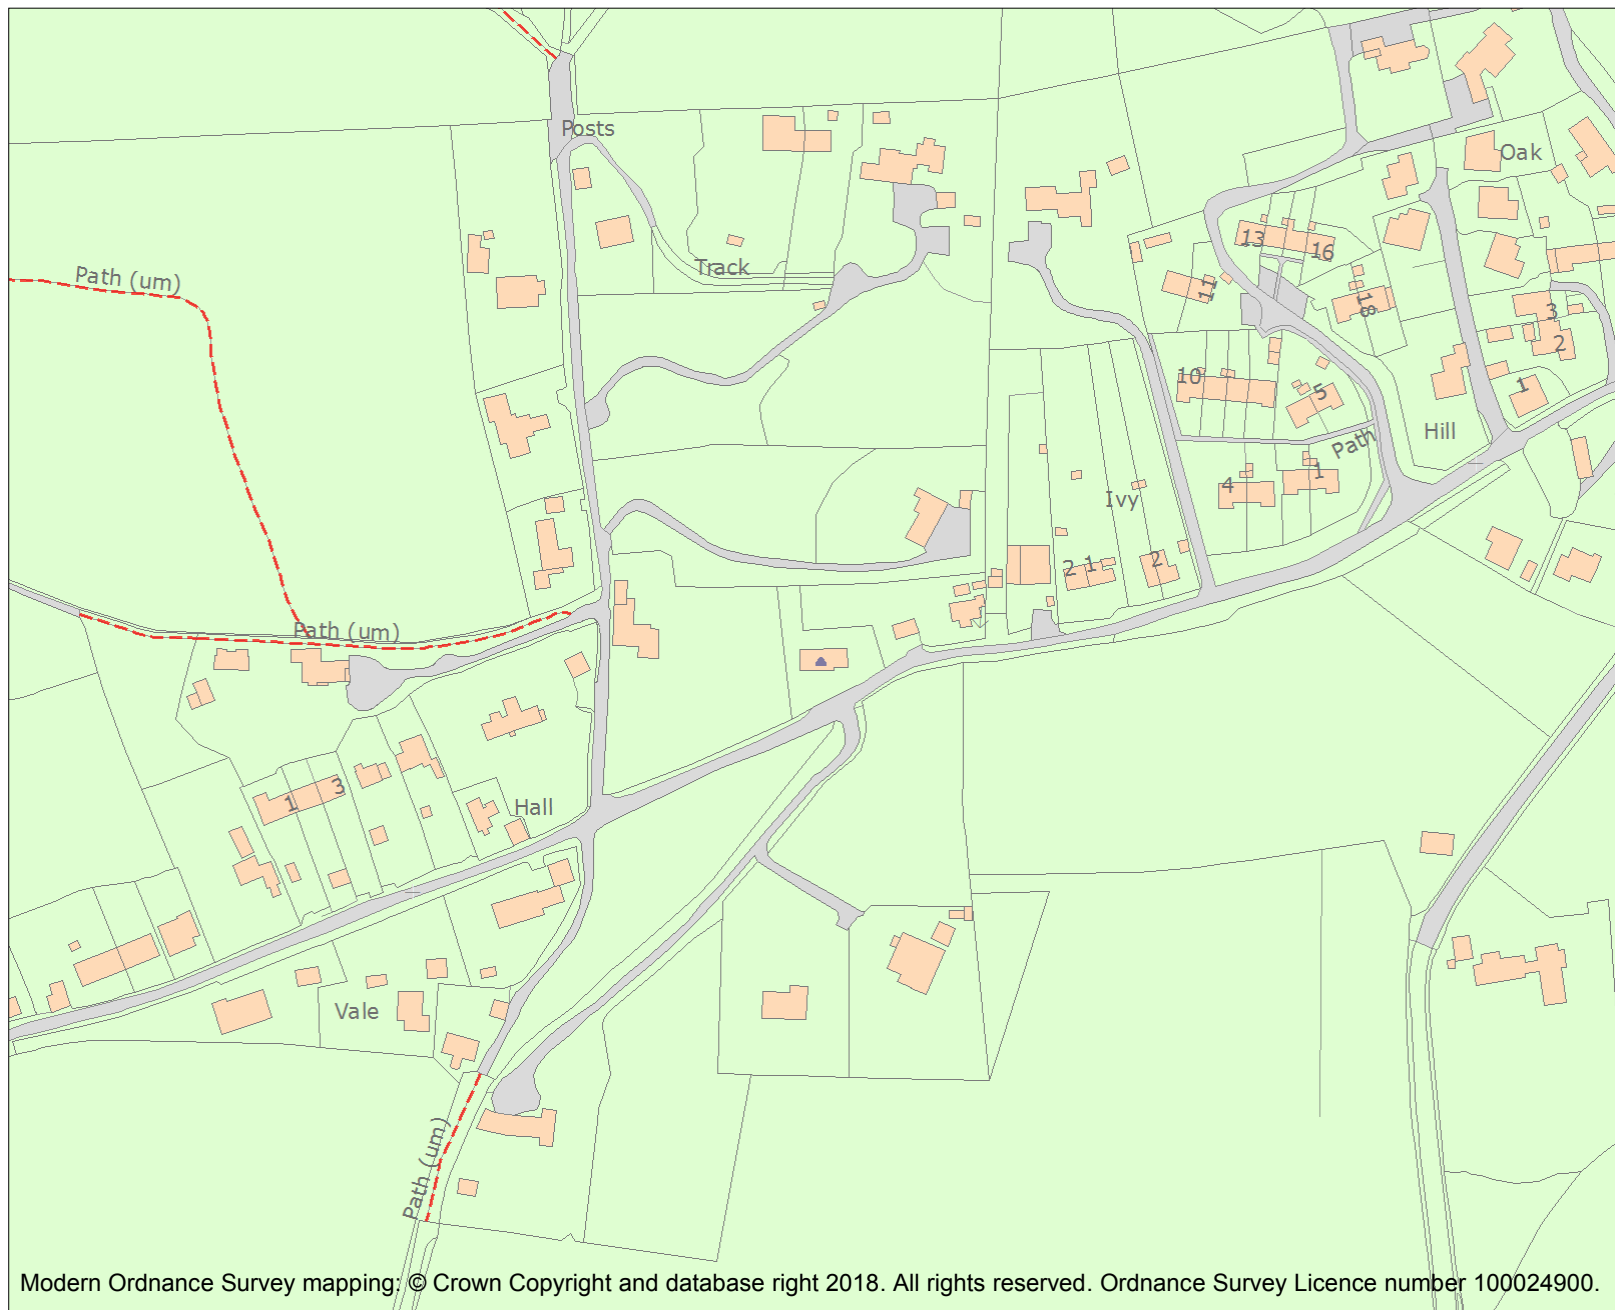 Posts
Oak
13
16
Track
Path (um)
11
18
3
2
10
5
1
Hill
Path
4
1
Ivy
2
1
2
Path (um)
1
3
Hall
Vale
Path (um)
Modern Ordnance Survey mapping: © Crown Copyright and database right 2018. All rights reserved. Ordnance Survey Licence number 100024900.